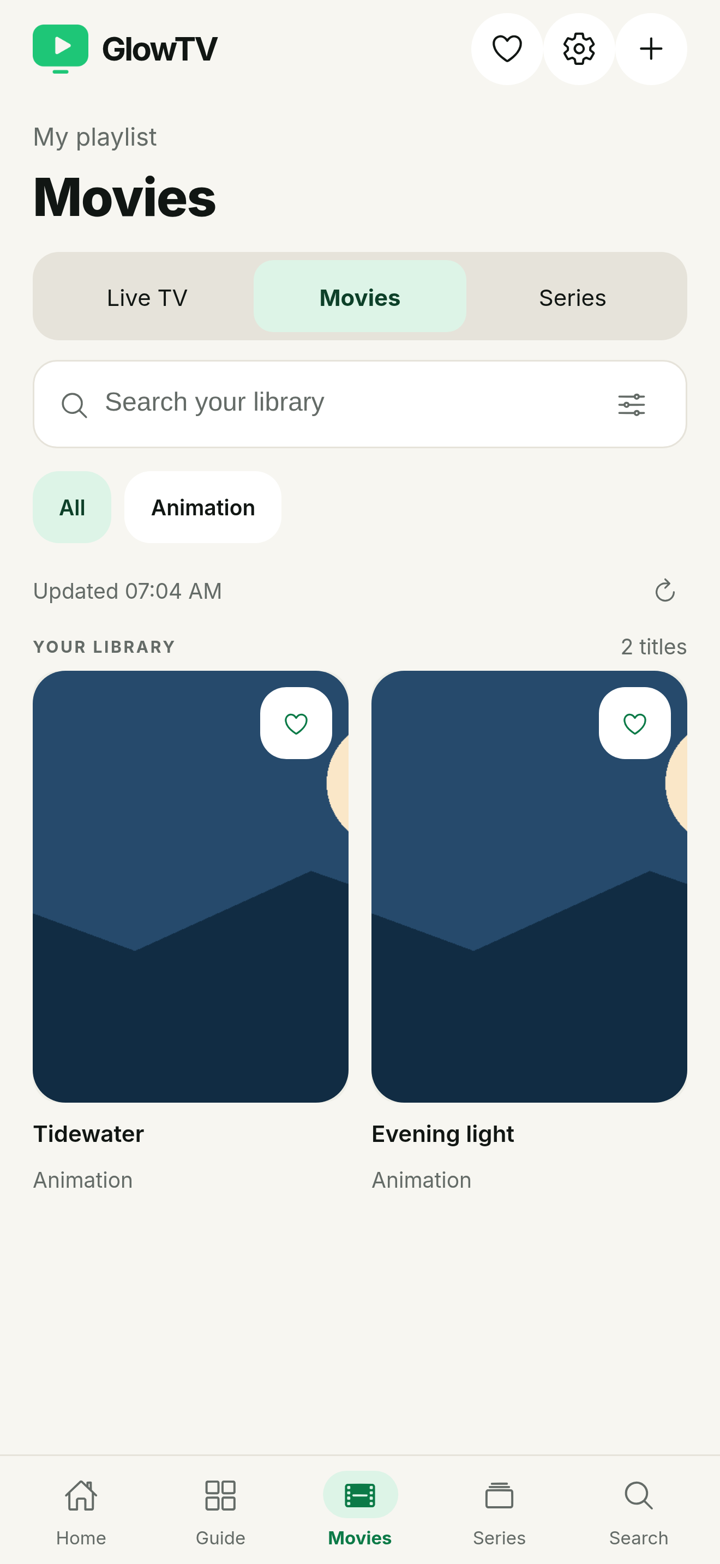 GlowTV
My playlist
Movies
Live TV Movies Series
Search your library
All Animation
Updated 07:04 AM
YOUR LIBRARY 2 titles
Tidewater Evening light
Animation Animation
Home Guide Movies Series Search